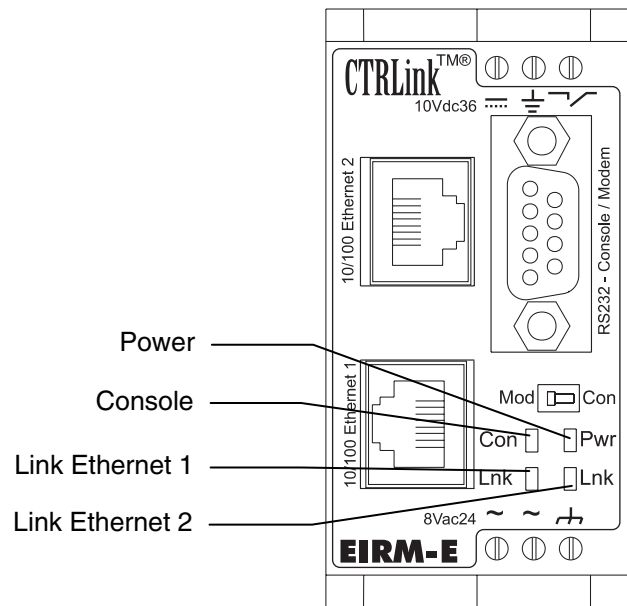 CTRLink™®
10Vdc36
10/100 Ethernet 2
RS232 - Console / Modem
Power
Console
Link Ethernet 1
Link Ethernet 2
10/100 Ethernet 1
Mod Con
Con Pwr
Lnk Lnk
8Vac24 ~ ~
EIRM-E